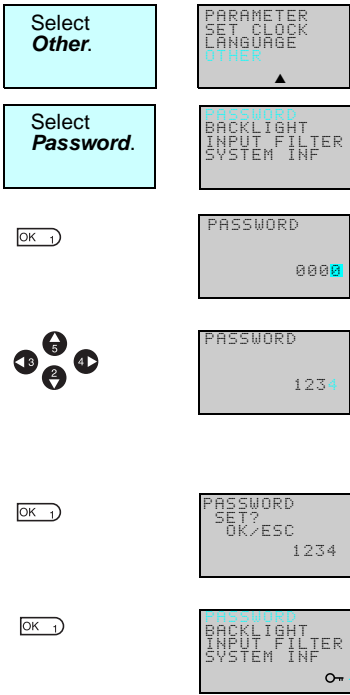 Select
Other.
PARAMETER
SET CLOCK
LANGUAGE
OTHER
Select
Password.
PASSWORD
BACKLIGHT
INPUT FILTER
SYSTEM INF
OK 1
PASSWORD
0000
5
3 4
2
PASSWORD
1234
OK 1
PASSWORD
SET?
OK/ESC
1234
OK 1
PASSWORD
BACKLIGHT
INPUT FILTER
SYSTEM INF